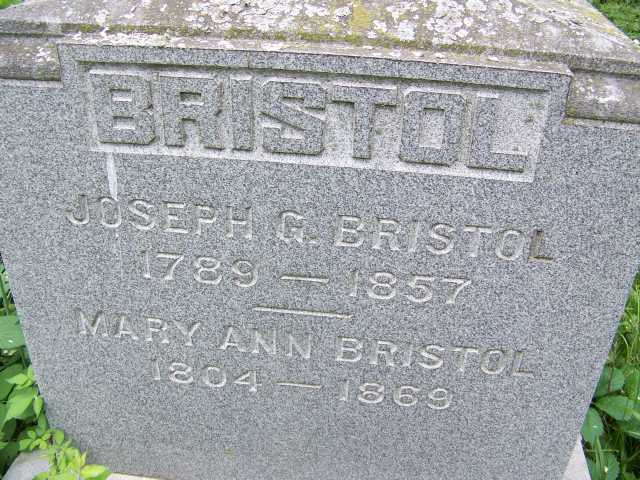 BRISTOL
JOSEPH G. BRISTOL
1789 — 1857
MARY ANN BRISTOL
1804 — 1869